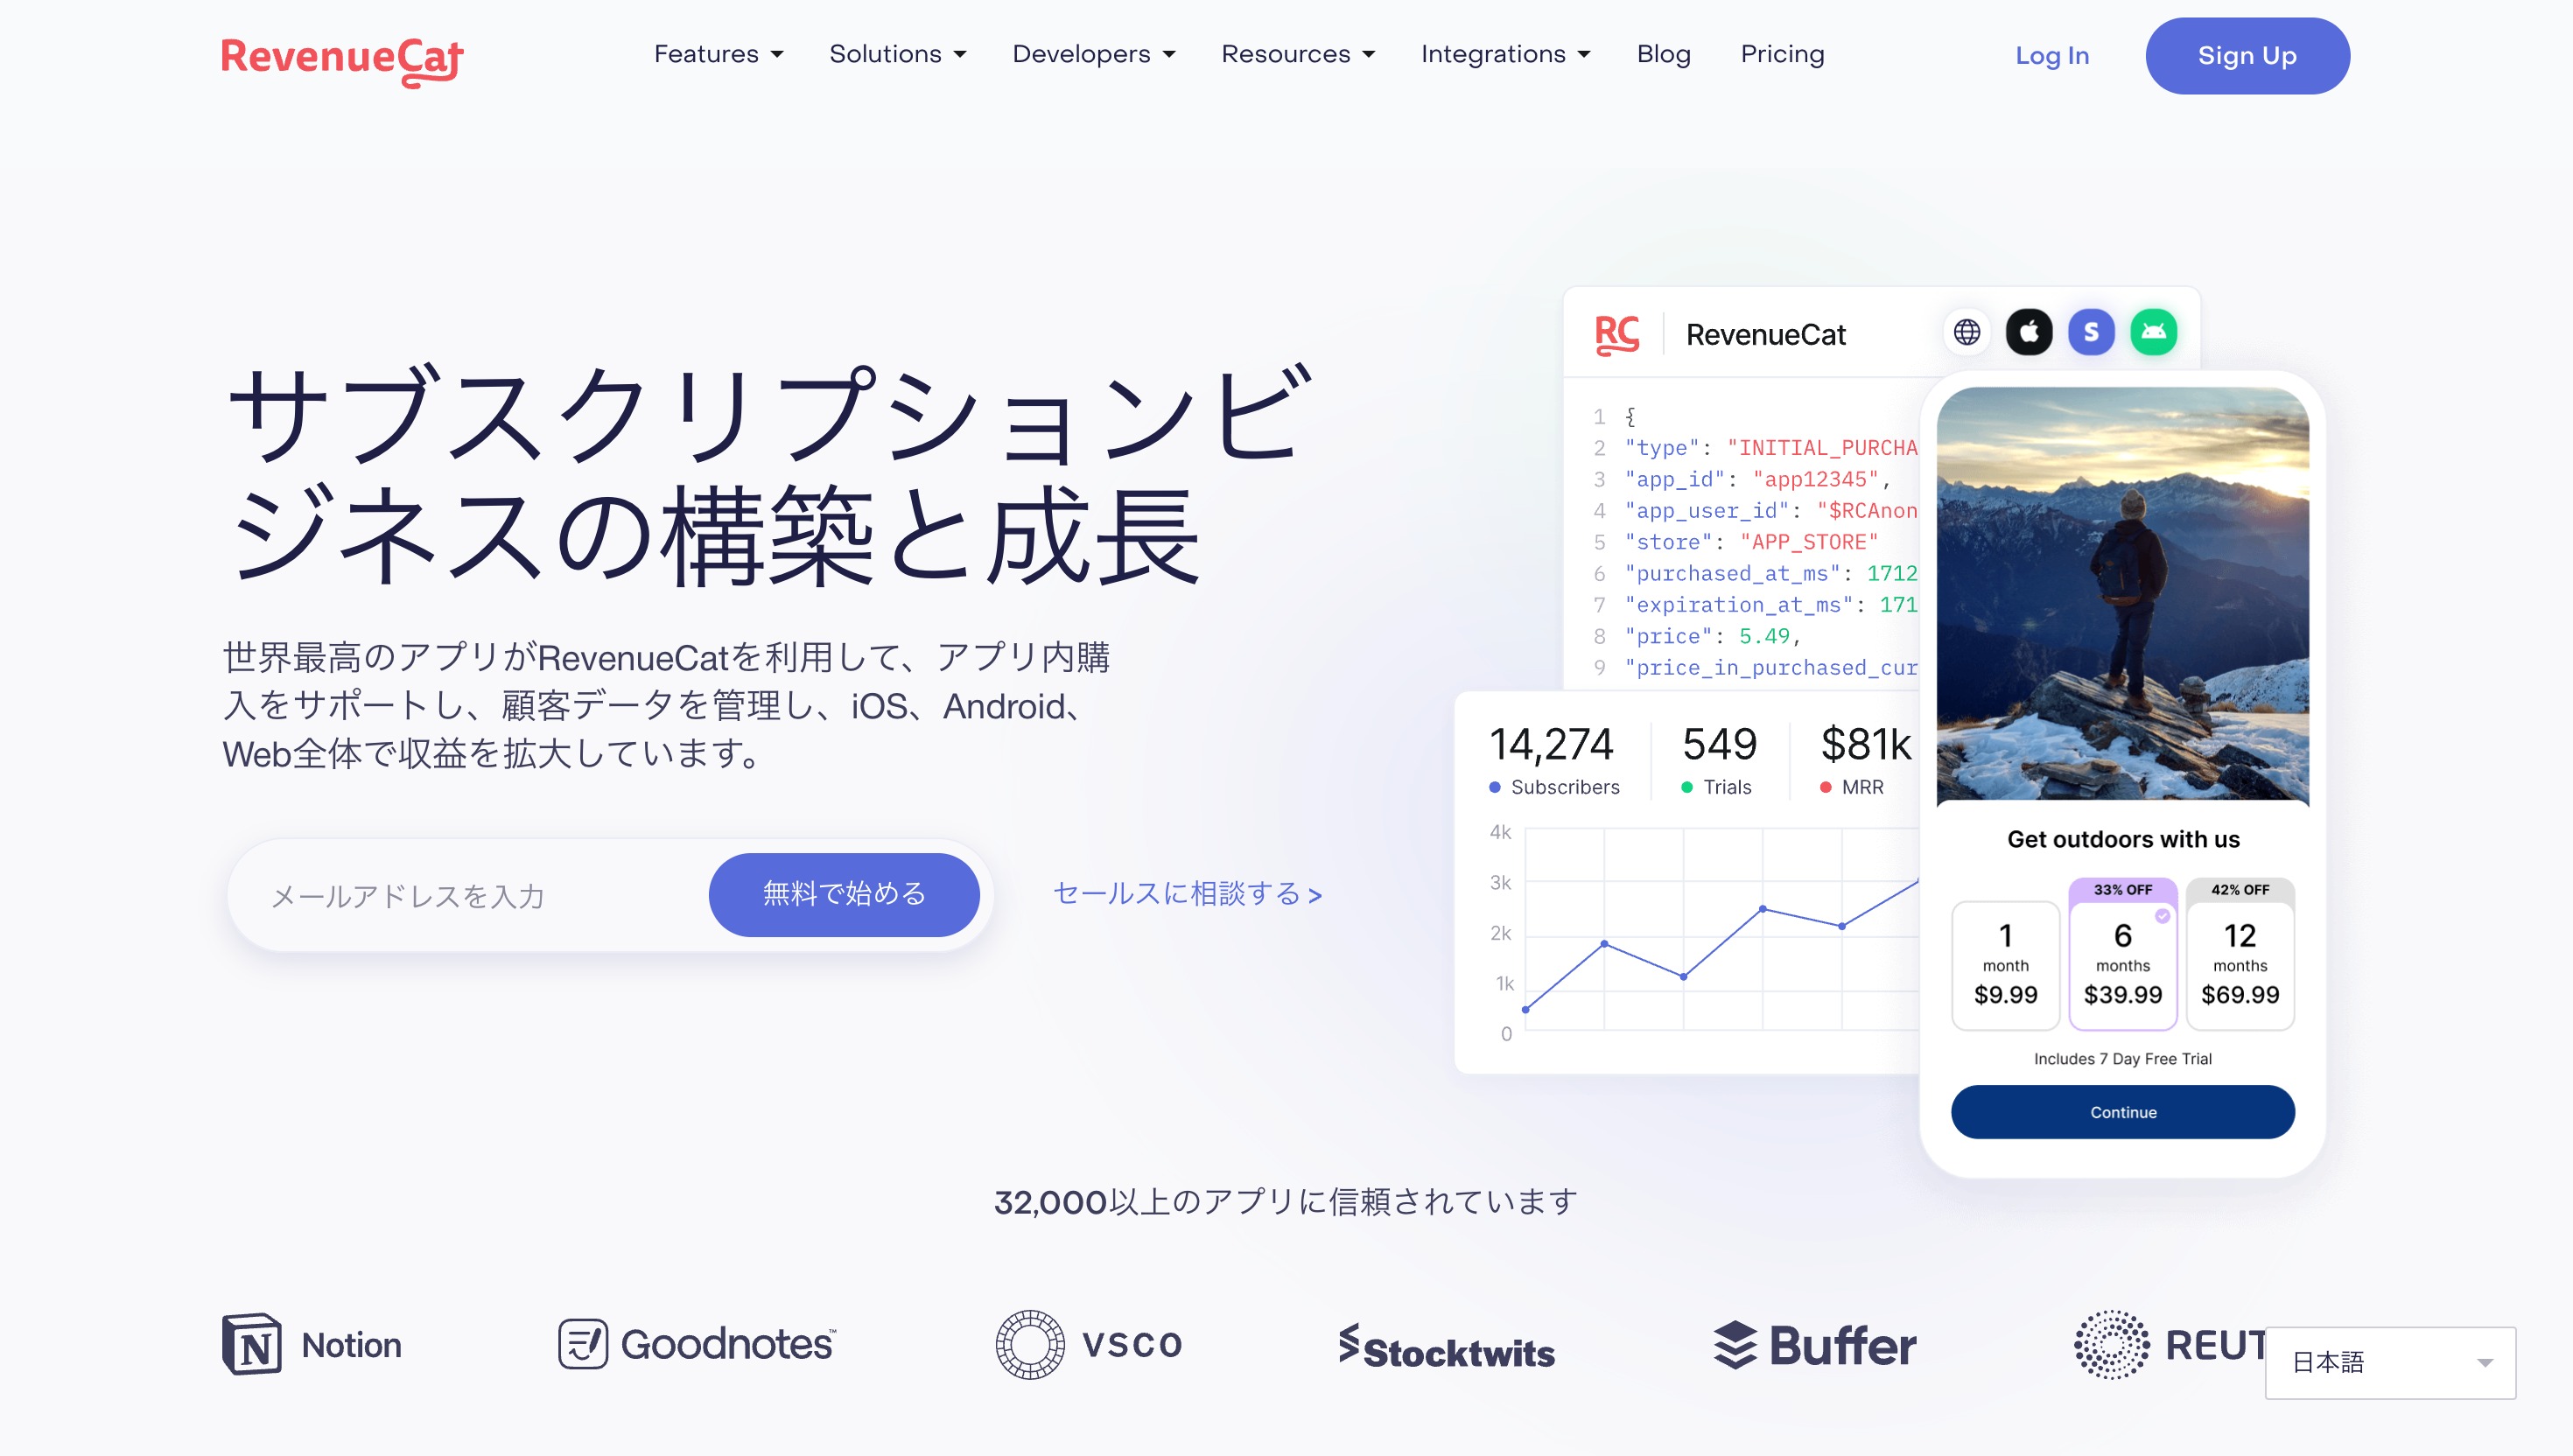 RevenueCat
Features
Solutions
Developers
Resources
Integrations
Blog
Pricing
Log In
Sign Up
サブスクリプションビ
ジネスの構築と成長
世界最高のアプリがRevenueCatを利用して、アプリ内購
入をサポートし、顧客データを管理し、iOS、Android、
Web全体で収益を拡大しています。
メールアドレスを入力
無料で始める
セールスに相談する >
RC
RevenueCat
S
1 {
2 "type": "INITIAL_PURCHA
3 "app_id": "app12345",
4 "app_user_id": "$RCAnon
5 "store": "APP_STORE"
6 "purchased_at_ms": 1712
7 "expiration_at_ms": 171
8 "price": 5.49,
9 "price_in_purchased_cur
14,274
Subscribers
549
Trials
$81k
MRR
4k
3k
2k
1k
0
Get outdoors with us
33% OFF
42% OFF
1
month
$9.99
6
months
$39.99
12
months
$69.99
Includes 7 Day Free Trial
Continue
32,000以上のアプリに信頼されています
N Notion
Goodnotes™
VSCO
Stocktwits
Buffer
REUT
日本語